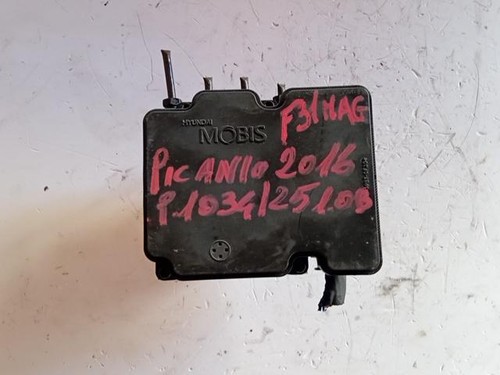 HYUNDAI
MOBIS
F3/MAG
PICANTO 2016
P.1034/25108